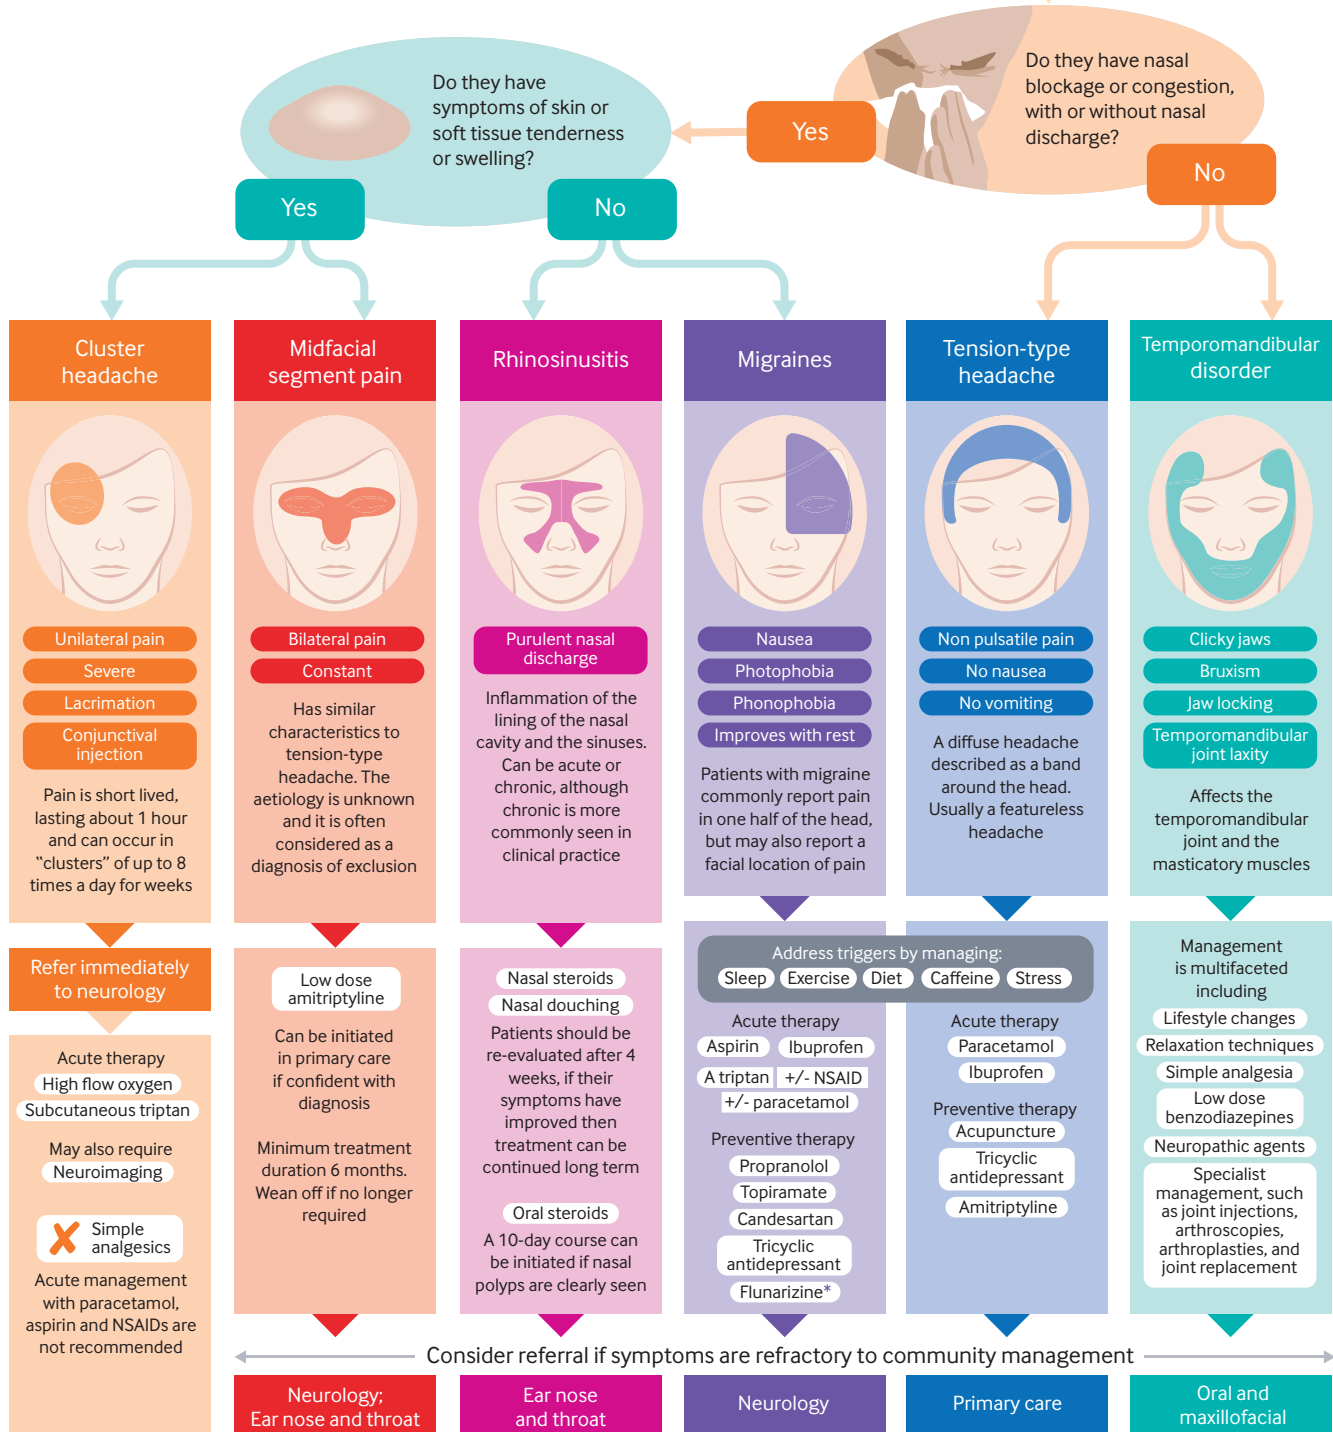 Do they have nasal
blockage or congestion,
with or without nasal
discharge?
Yes
No
Do they have
symptoms of skin or
soft tissue tenderness
or swelling?
Yes
No
Cluster
headache
Unilateral pain
Severe
Lacrimation
Conjunctival
injection
Pain is short lived,
lasting about 1 hour
and can occur in
"clusters" of up to 8
times a day for weeks
Refer immediately
to neurology
Acute therapy
High flow oxygen
Subcutaneous triptan
May also require
Neuroimaging
✘ Simple
analgesics
Acute management
with paracetamol,
aspirin and NSAIDs are
not recommended
Midfacial
segment pain
Bilateral pain
Constant
Has similar
characteristics to
tension-type
headache. The
aetiology is unknown
and it is often
considered as a
diagnosis of exclusion
Low dose
amitriptyline
Can be initiated
in primary care
if confident with
diagnosis
Minimum treatment
duration 6 months.
Wean off if no longer
required
Rhinosinusitis
Purulent nasal
discharge
Inflammation of the
lining of the nasal
cavity and the sinuses.
Can be acute or
chronic, although
chronic is more
commonly seen in
clinical practice
Nasal steroids
Nasal douching
Patients should be
re-evaluated after 4
weeks, if their
symptoms have
improved then
treatment can be
continued long term
Oral steroids
A 10-day course can
be initiated if nasal
polyps are clearly seen
Migraines
Nausea
Photophobia
Phonophobia
Improves with rest
Patients with migraine
commonly report pain
in one half of the head,
but may also report a
facial location of pain
Address triggers by managing:
Sleep Exercise Diet Caffeine Stress
Acute therapy
Aspirin Ibuprofen
A triptan +/- NSAID
+/- paracetamol
Preventive therapy
Propranolol
Topiramate
Candesartan
Tricyclic
antidepressant
Flunarizine*
Tension-type
headache
Non pulsatile pain
No nausea
No vomiting
A diffuse headache
described as a band
around the head.
Usually a featureless
headache
Acute therapy
Paracetamol
Ibuprofen
Preventive therapy
Acupuncture
Tricyclic
antidepressant
Amitriptyline
Temporomandibular
disorder
Clicky jaws
Bruxism
Jaw locking
Temporomandibular
joint laxity
Affects the
temporomandibular
joint and the
masticatory muscles
Management
is multifaceted
including
Lifestyle changes
Relaxation techniques
Simple analgesia
Low dose
benzodiazepines
Neuropathic agents
Specialist
management, such
as joint injections,
arthroscopies,
arthroplasties, and
joint replacement
Consider referral if symptoms are refractory to community management
Neurology;
Ear nose and throat
Ear nose
and throat
Neurology
Primary care
Oral and
maxillofacial